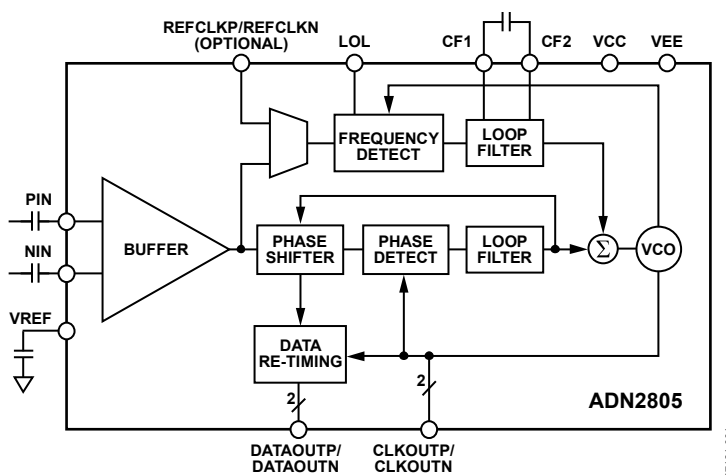 REFCLKP/REFCLKN
(OPTIONAL)
LOL
CF1
CF2
VCC
VEE
FREQUENCY
DETECT
LOOP
FILTER
PIN
BUFFER
PHASE
SHIFTER
PHASE
DETECT
LOOP
FILTER
Σ
VCO
NIN
VREF
DATA
RE-TIMING
2
2
ADN2805
DATAOUTP/
DATAOUTN
CLKOUTP/
CLKOUTN